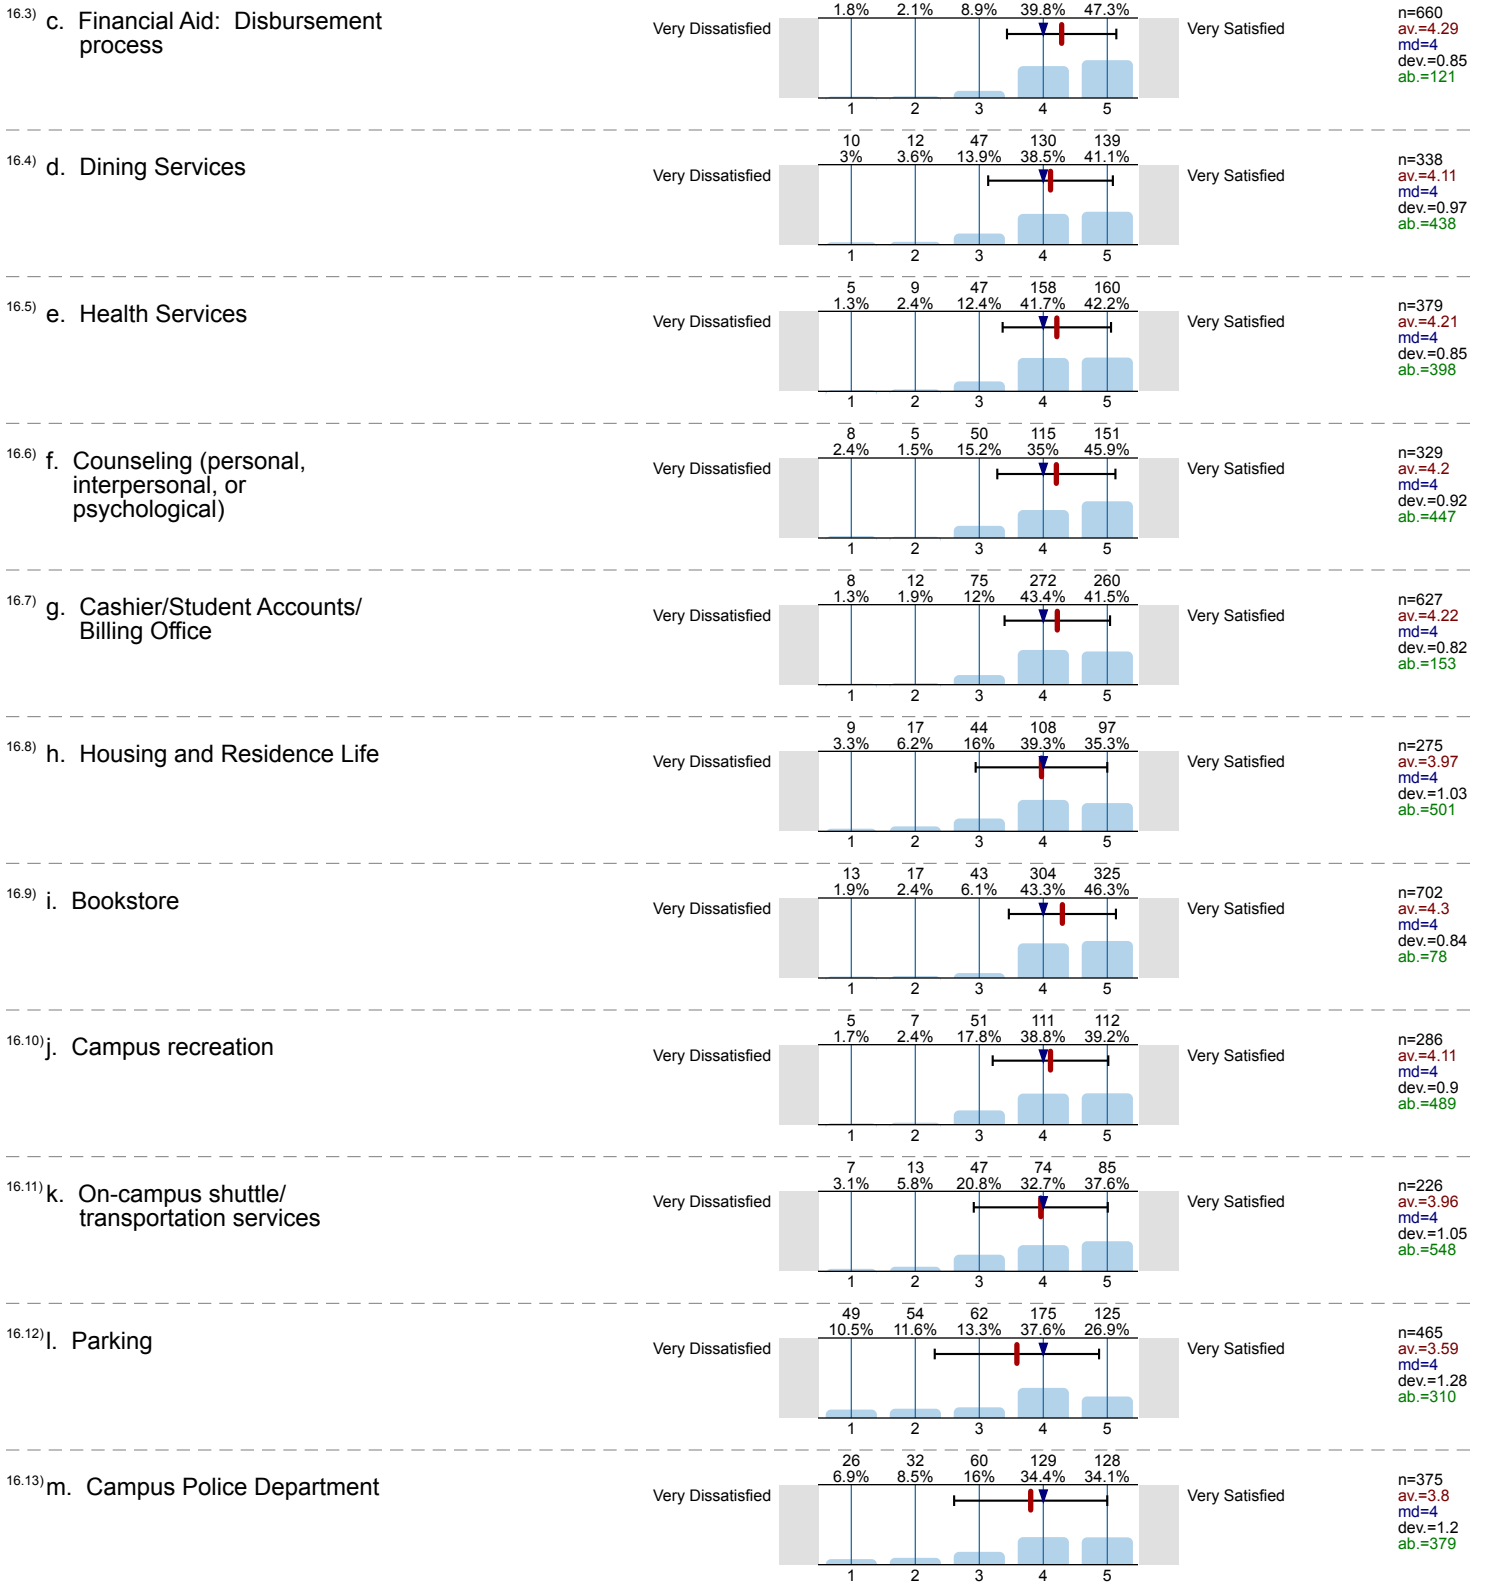 16.3) c. Financial Aid: Disbursement
process
1.8% 2.1% 8.9% 39.8% 47.3%
Very Dissatisfied Very Satisfied
n=660
av.=4.29
md=4
dev.=0.85
ab.=121
1 2 3 4 5
16.4) d. Dining Services
10 12 47 130 139
3% 3.6% 13.9% 38.5% 41.1%
Very Dissatisfied Very Satisfied
n=338
av.=4.11
md=4
dev.=0.97
ab.=438
1 2 3 4 5
16.5) e. Health Services
5 9 47 158 160
1.3% 2.4% 12.4% 41.7% 42.2%
Very Dissatisfied Very Satisfied
n=379
av.=4.21
md=4
dev.=0.85
ab.=398
1 2 3 4 5
16.6) f. Counseling (personal,
interpersonal, or
psychological)
8 5 50 115 151
2.4% 1.5% 15.2% 35% 45.9%
Very Dissatisfied Very Satisfied
n=329
av.=4.2
md=4
dev.=0.92
ab.=447
1 2 3 4 5
16.7) g. Cashier/Student Accounts/
Billing Office
8 12 75 272 260
1.3% 1.9% 12% 43.4% 41.5%
Very Dissatisfied Very Satisfied
n=627
av.=4.22
md=4
dev.=0.82
ab.=153
1 2 3 4 5
16.8) h. Housing and Residence Life
9 17 44 108 97
3.3% 6.2% 16% 39.3% 35.3%
Very Dissatisfied Very Satisfied
n=275
av.=3.97
md=4
dev.=1.03
ab.=501
1 2 3 4 5
16.9) i. Bookstore
13 17 43 304 325
1.9% 2.4% 6.1% 43.3% 46.3%
Very Dissatisfied Very Satisfied
n=702
av.=4.3
md=4
dev.=0.84
ab.=78
1 2 3 4 5
16.10) j. Campus recreation
5 7 51 111 112
1.7% 2.4% 17.8% 38.8% 39.2%
Very Dissatisfied Very Satisfied
n=286
av.=4.11
md=4
dev.=0.9
ab.=489
1 2 3 4 5
16.11) k. On-campus shuttle/
transportation services
7 13 47 74 85
3.1% 5.8% 20.8% 32.7% 37.6%
Very Dissatisfied Very Satisfied
n=226
av.=3.96
md=4
dev.=1.05
ab.=548
1 2 3 4 5
16.12) l. Parking
49 54 62 175 125
10.5% 11.6% 13.3% 37.6% 26.9%
Very Dissatisfied Very Satisfied
n=465
av.=3.59
md=4
dev.=1.28
ab.=310
1 2 3 4 5
16.13) m. Campus Police Department
26 32 60 129 128
6.9% 8.5% 16% 34.4% 34.1%
Very Dissatisfied Very Satisfied
n=375
av.=3.8
md=4
dev.=1.2
ab.=379
1 2 3 4 5